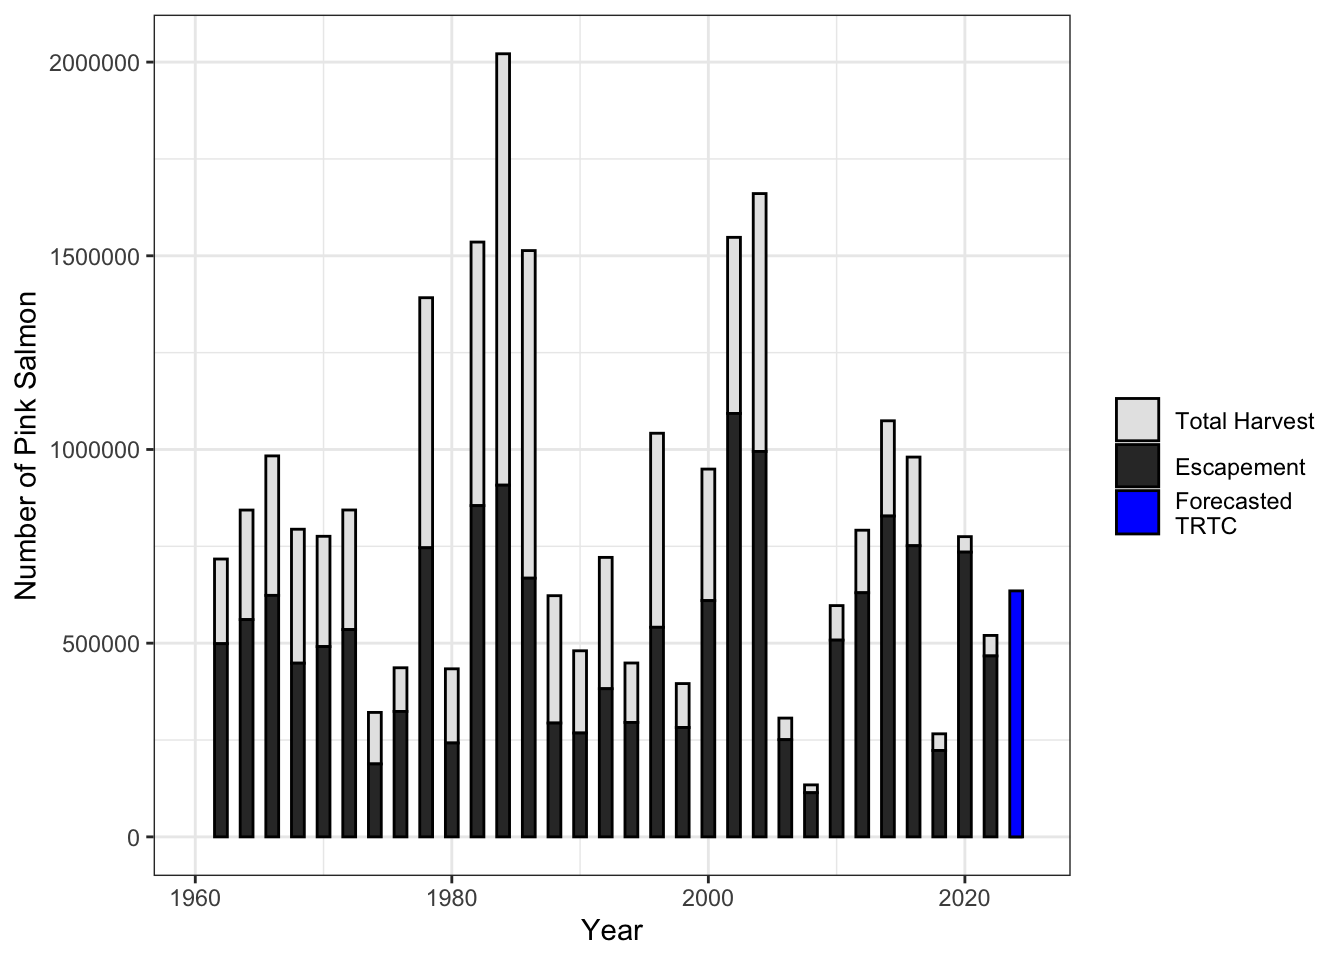 2000000
1500000
1000000
500000
0
Number of Pink Salmon
1960 1980 2000 2020
Year
Total Harvest
Escapement
Forecasted
TRTC